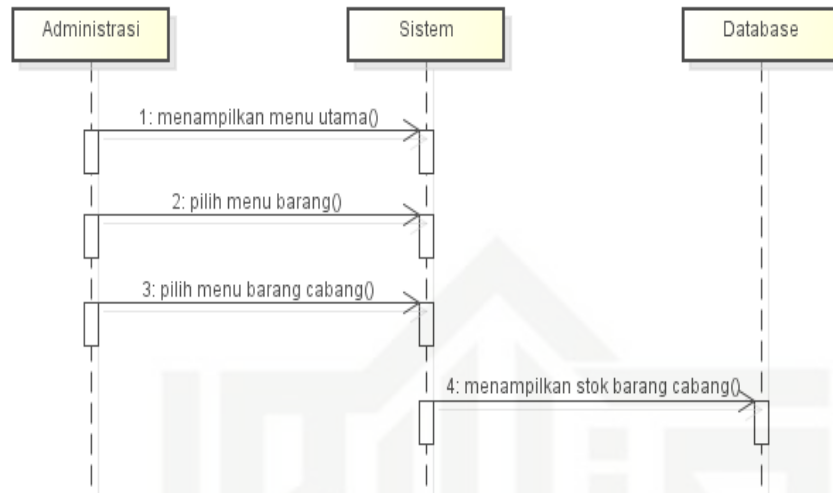 Administrasi
Sistem
Database
1: menampilkan menu utama()
2: pilih menu barang()
3: pilih menu barang cabang()
4: menampilkan stok barang cabang()